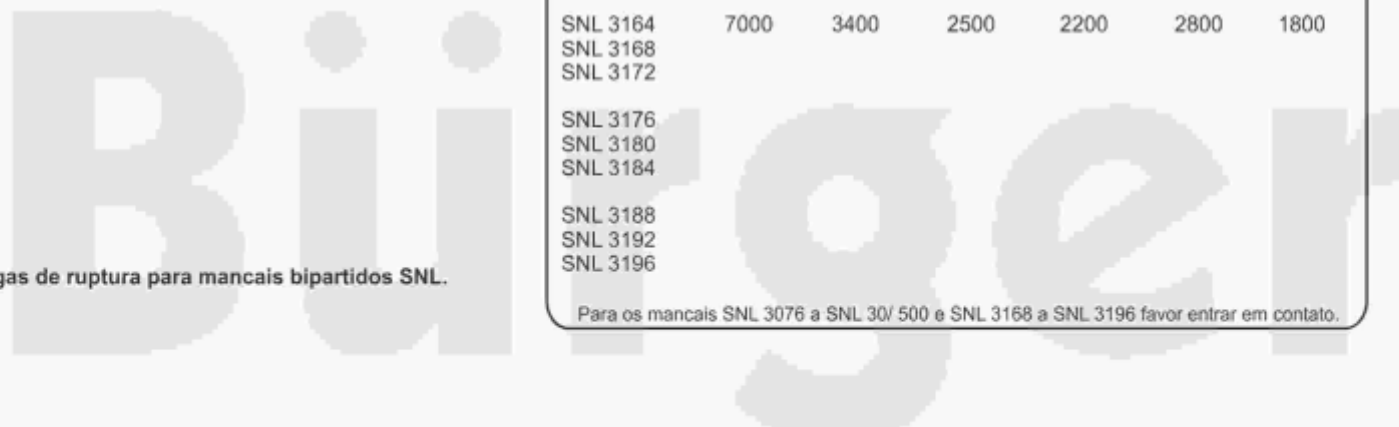 Bürger
SNL 3164 7000 3400 2500 2200 2800 1800
SNL 3168
SNL 3172
SNL 3176
SNL 3180
SNL 3184
SNL 3188
SNL 3192
SNL 3196
gas de ruptura para mancais bipartidos SNL.
Para os mancais SNL 3076 a SNL 30/ 500 e SNL 3168 a SNL 3196 favor entrar em contato.